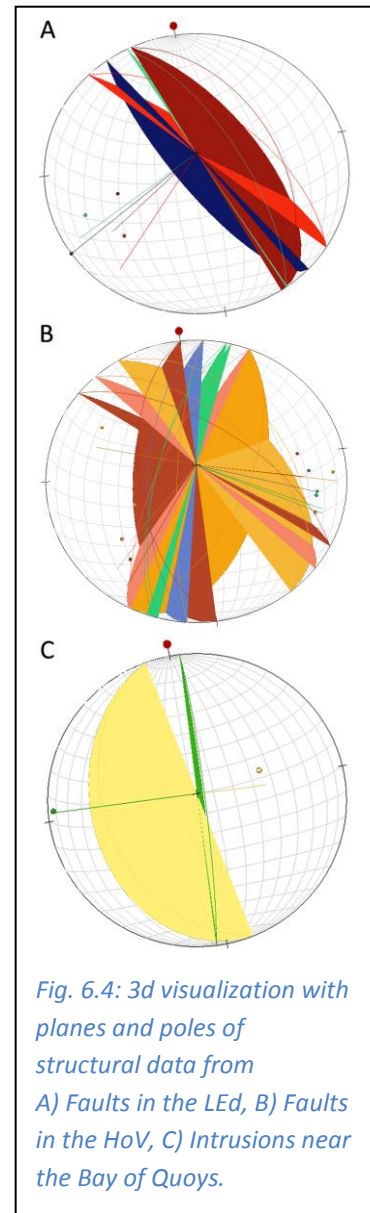 A
B
C
Fig. 6.4: 3d visualization with
planes and poles of
structural data from
A) Faults in the LEd, B) Faults
in the HoV, C) Intrusions near
the Bay of Quoys.